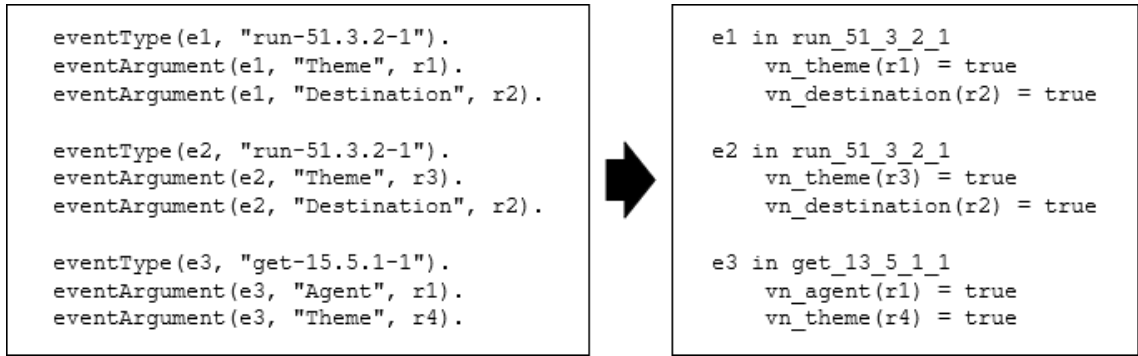 eventType(e1, "run-51.3.2-1").
eventArgument(e1, "Theme", r1).
eventArgument(e1, "Destination", r2).
eventType(e2, "run-51.3.2-1").
eventArgument(e2, "Theme", r3).
eventArgument(e2, "Destination", r2).
eventType(e3, "get-15.5.1-1").
eventArgument(e3, "Agent", r1).
eventArgument(e3, "Theme", r4).
e1 in run_51_3_2_1
vn_theme(r1) = true
vn_destination(r2) = true
e2 in run_51_3_2_1
vn_theme(r3) = true
vn_destination(r2) = true
e3 in get_13_5_1_1
vn_agent(r1) = true
vn_theme(r4) = true